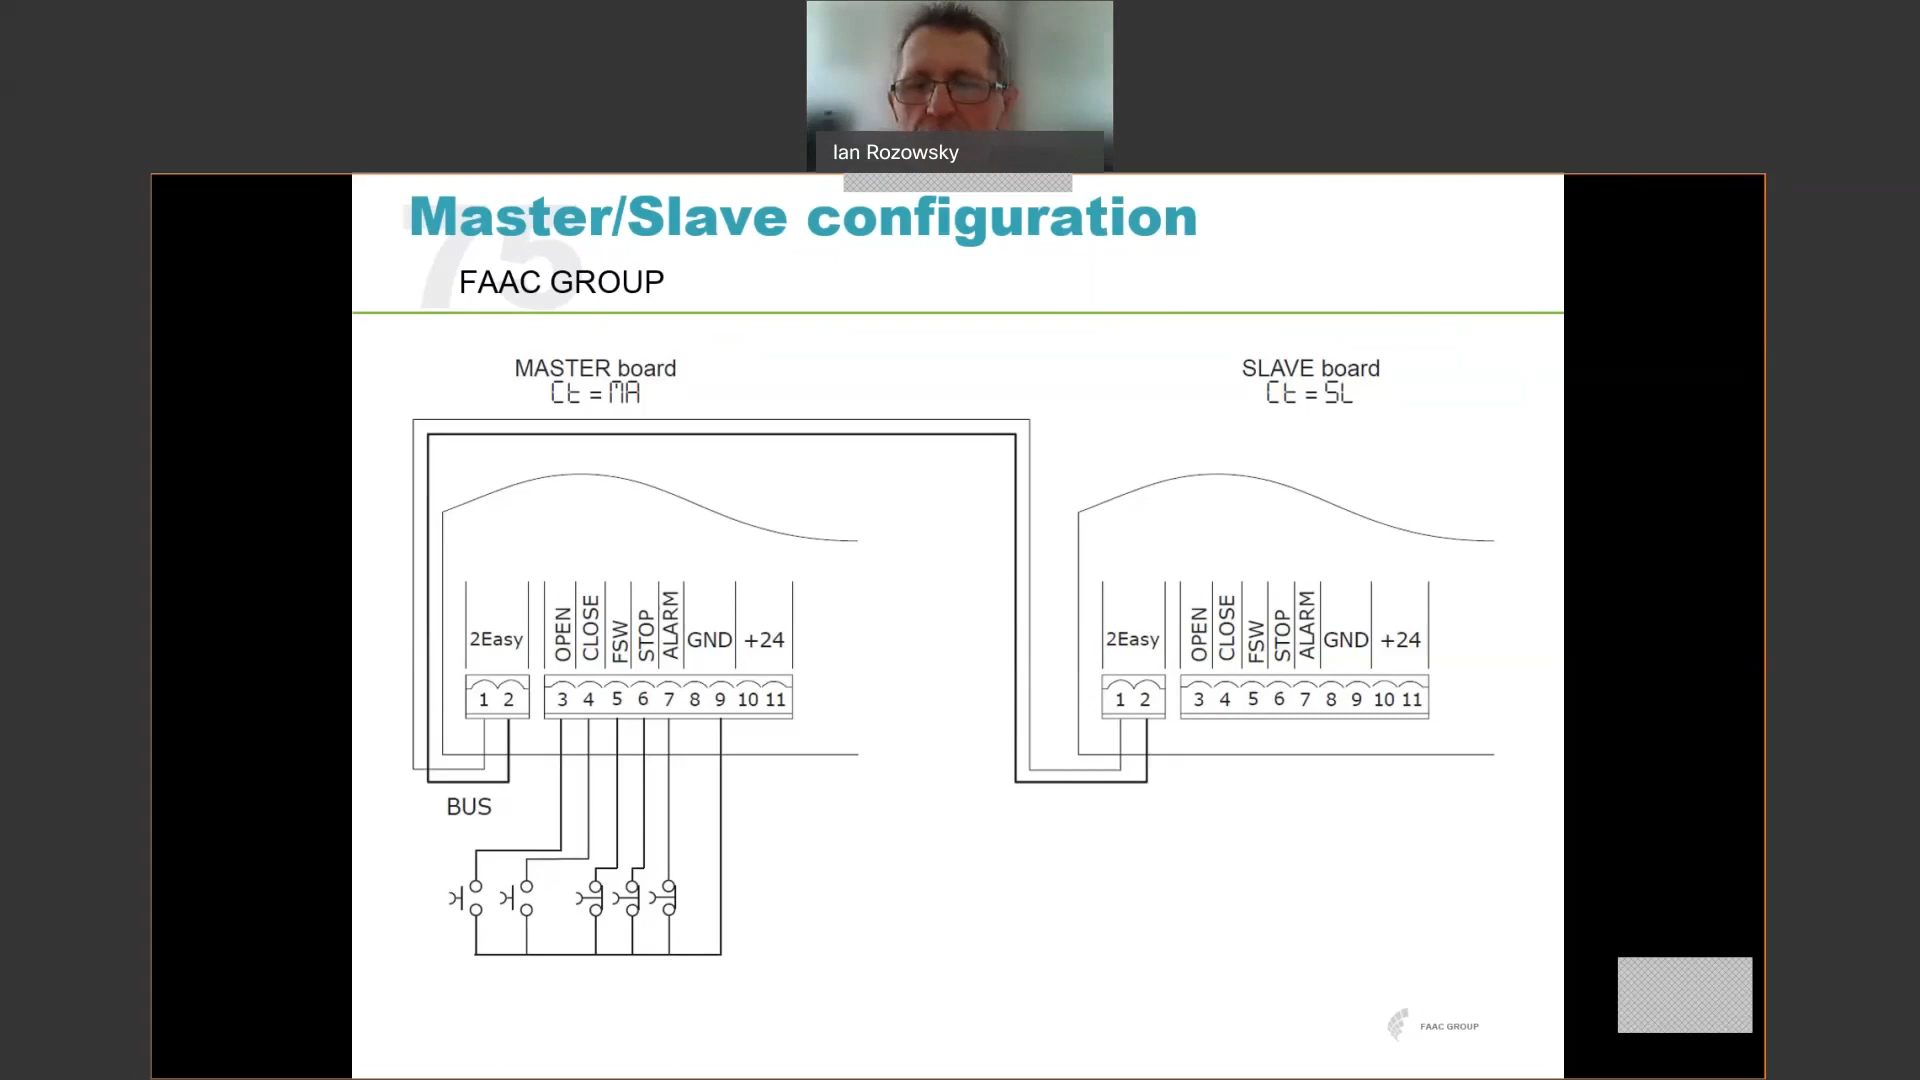 Ian Rozowsky
75
Master/Slave configuration
FAAC GROUP
MASTER board
Ct = MA
SLAVE board
Ct = SL
2Easy OPEN CLOSE FSW STOP ALARM GND +24
1 2 3 4 5 6 7 8 9 10 11
BUS
2Easy OPEN CLOSE FSW STOP ALARM GND +24
1 2 3 4 5 6 7 8 9 10 11
FAAC GROUP